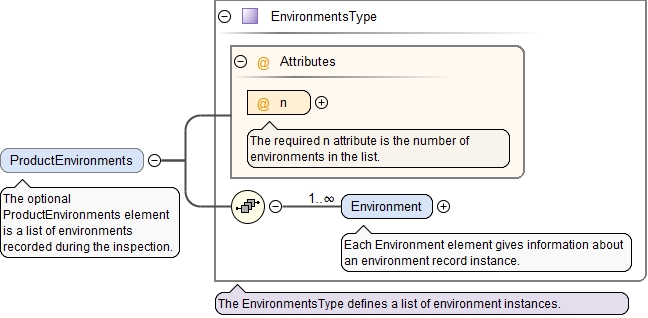 EnvironmentsType
@ Attributes
@ n
The required n attribute is the number of
environments in the list.
ProductEnvironments
The optional
ProductEnvironments element
is a list of environments
recorded during the inspection.
1..∞
Environment
Each Environment element gives information about
an environment record instance.
The EnvironmentsType defines a list of environment instances.